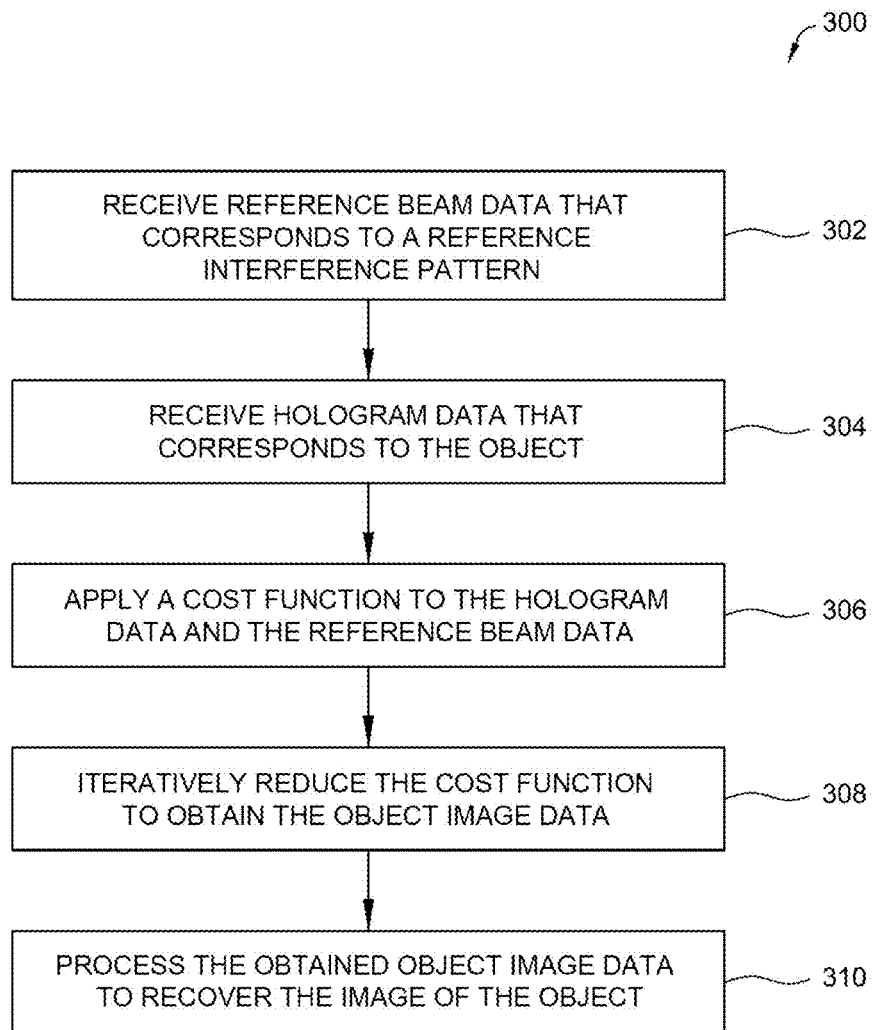 300
RECEIVE REFERENCE BEAM DATA THAT
CORRESPONDS TO A REFERENCE
INTERFERENCE PATTERN
302
RECEIVE HOLOGRAM DATA THAT
CORRESPONDS TO THE OBJECT
304
APPLY A COST FUNCTION TO THE HOLOGRAM
DATA AND THE REFERENCE BEAM DATA
306
ITERATIVELY REDUCE THE COST FUNCTION
TO OBTAIN THE OBJECT IMAGE DATA
308
PROCESS THE OBTAINED OBJECT IMAGE DATA
TO RECOVER THE IMAGE OF THE OBJECT
310